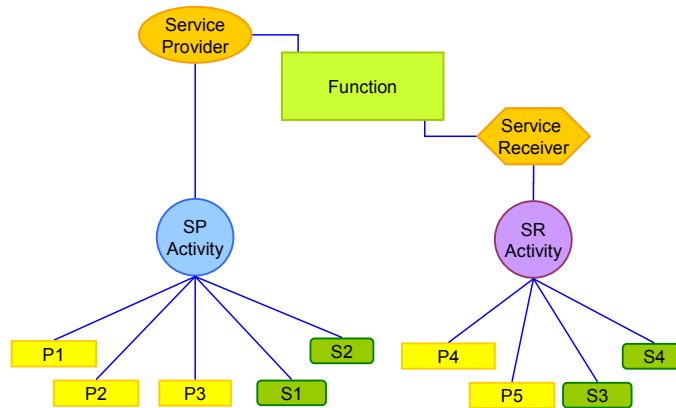 Service
Provider
Function
Service
Receiver
SP
Activity
SR
Activity
P1
P2
P3
S1
S2
P4
P5
S3
S4